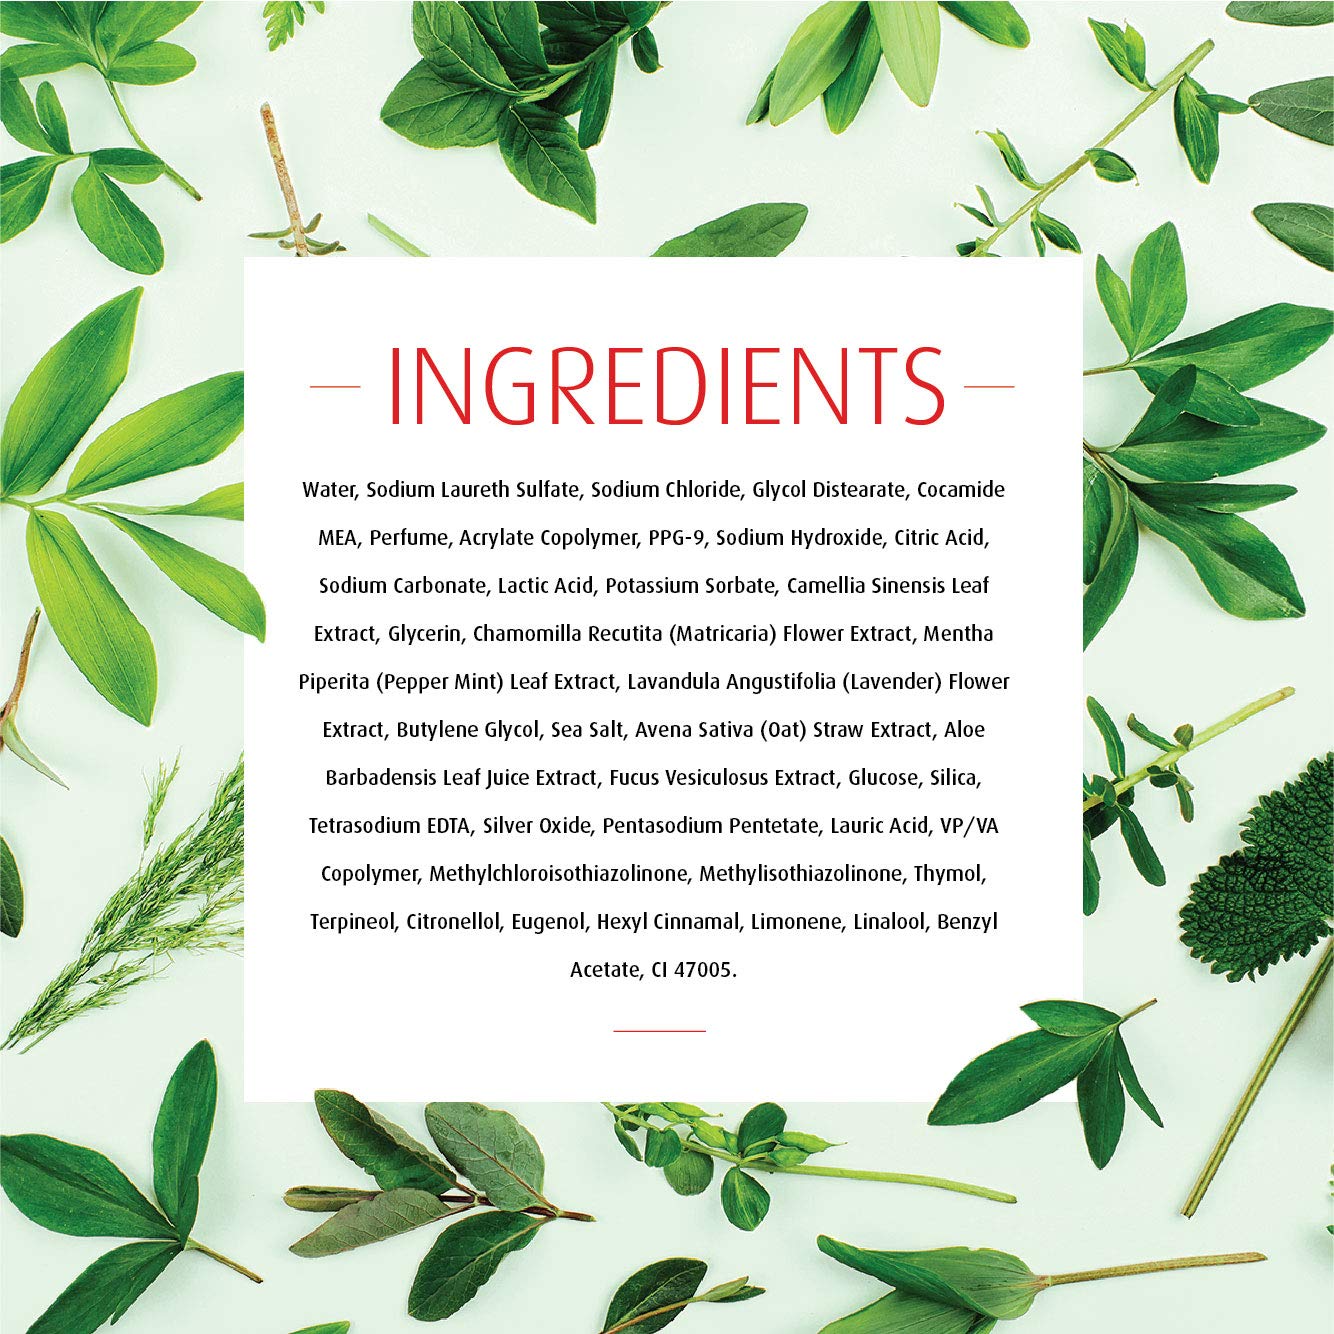 INGREDIENTS
Water, Sodium Laureth Sulfate, Sodium Chloride, Glycol Distearate, Cocamide
MEA, Perfume, Acrylate Copolymer, PPG-9, Sodium Hydroxide, Citric Acid,
Sodium Carbonate, Lactic Acid, Potassium Sorbate, Camellia Sinensis Leaf
Extract, Glycerin, Chamomilla Recutita (Matricaria) Flower Extract, Mentha
Piperita (Pepper Mint) Leaf Extract, Lavandula Angustifolia (Lavender) Flower
Extract, Butylene Glycol, Sea Salt, Avena Sativa (Oat) Straw Extract, Aloe
Barbadensis Leaf Juice Extract, Fucus Vesiculosus Extract, Glucose, Silica,
Tetrasodium EDTA, Silver Oxide, Pentasodium Pentetate, Lauric Acid, VP/VA
Copolymer, Methylchloroisothiazolinone, Methylisothiazolinone, Thymol,
Terpineol, Citronellol, Eugenol, Hexyl Cinnamal, Limonene, Linalool, Benzyl
Acetate, CI 47005.